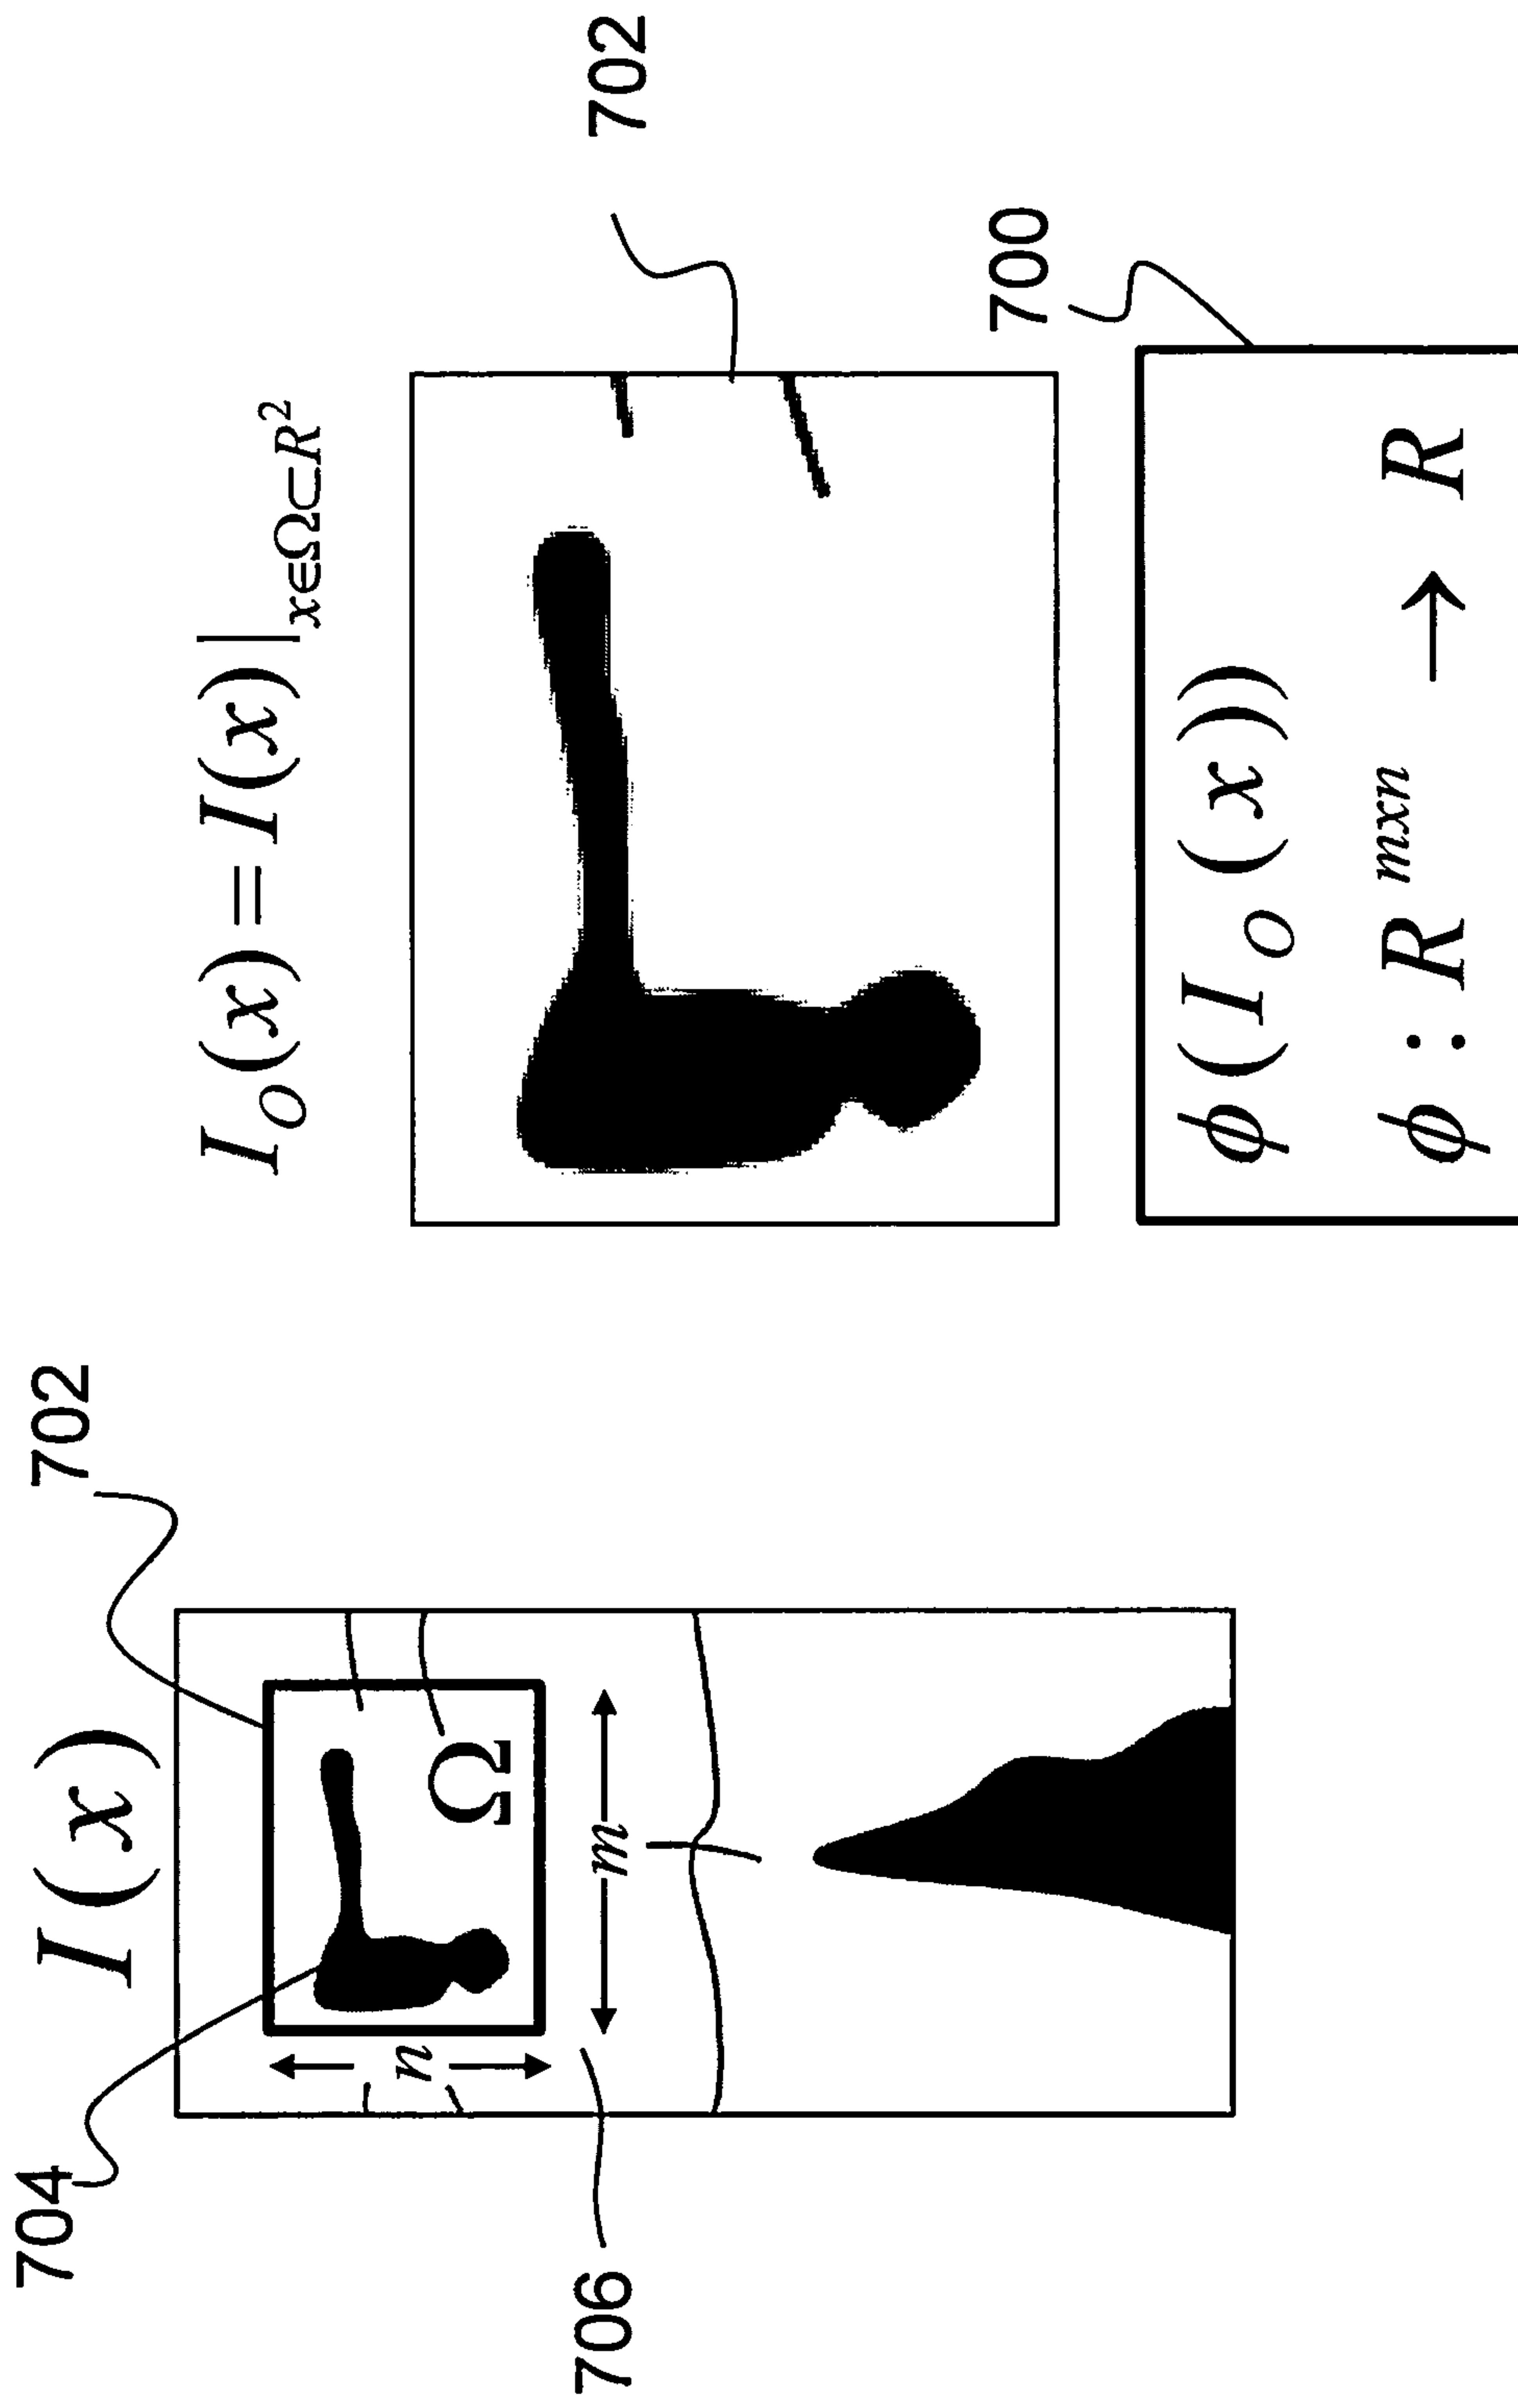 I(x)
702
704
Ω
n
m
706
I_O(x)=I(x)|_{x∈Ω⊂R^2}
702
700
ϕ((I_O(x)))
ϕ : R^{mxn} → R